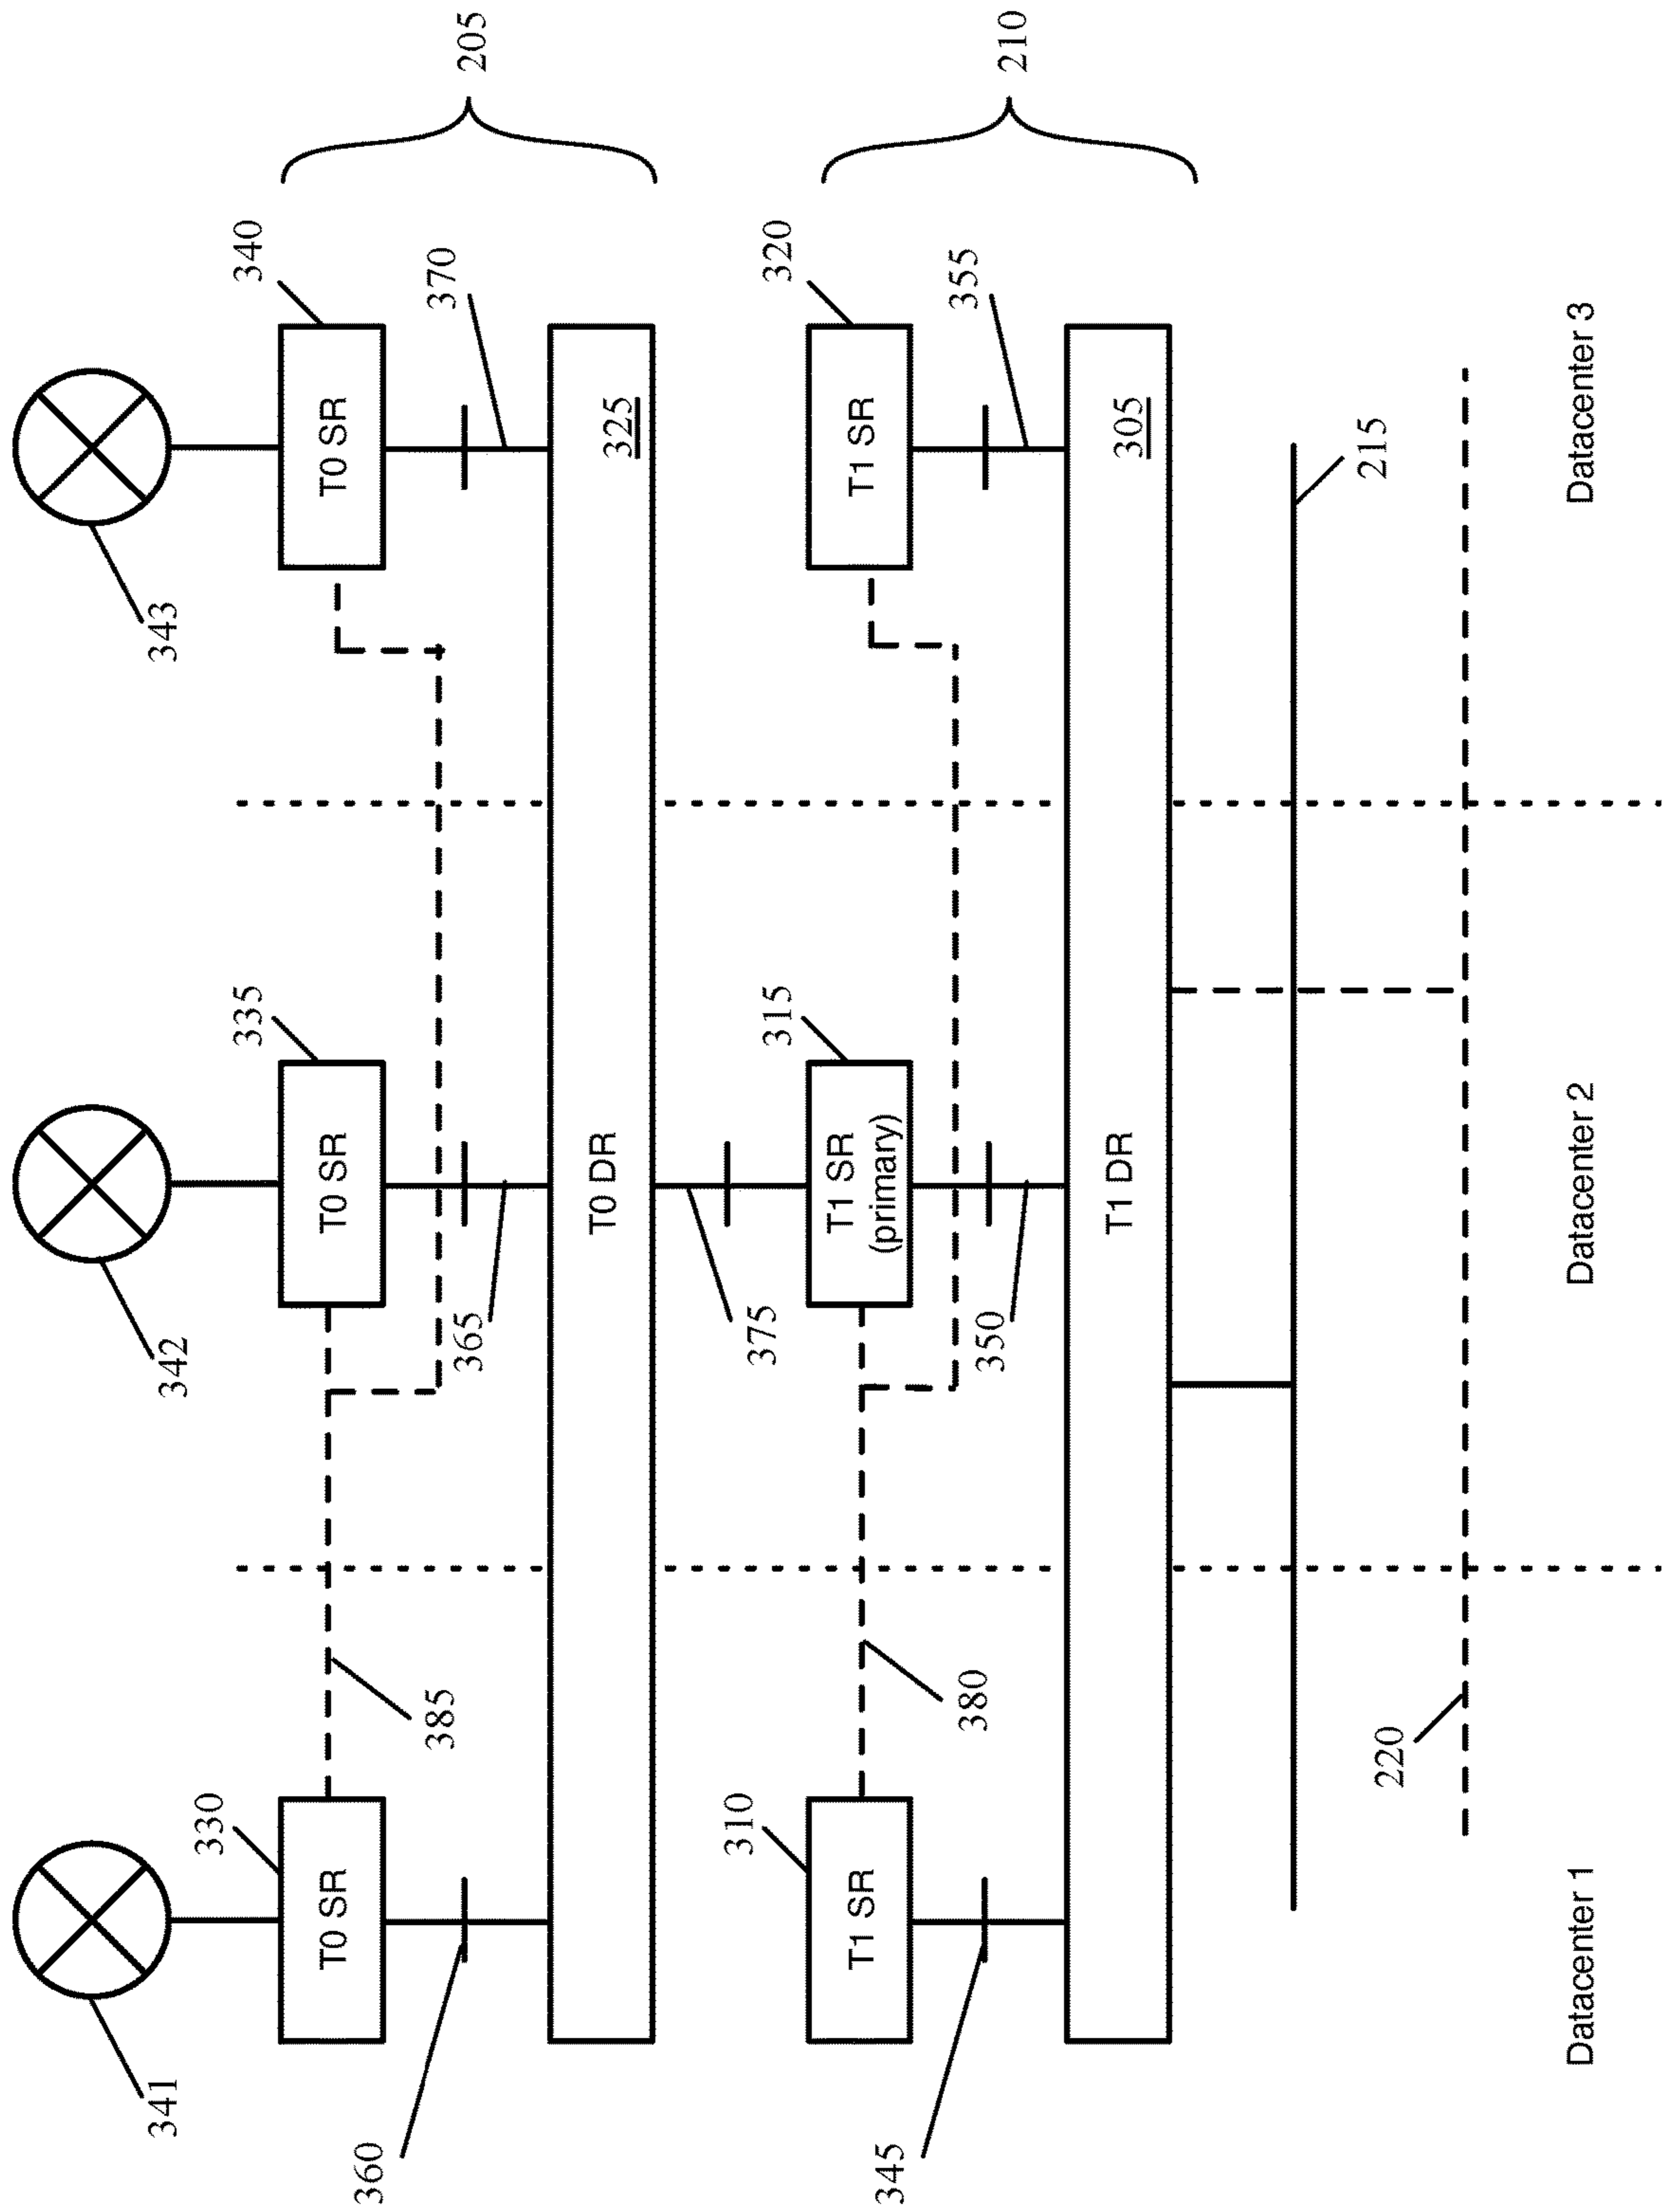 341
342
343
330
335
340
T0 SR
T0 SR
T0 SR
205
385
360
365
370
T0 DR
325
375
310
315
320
T1 SR
T1 SR
(primary)
T1 SR
210
380
345
350
355
T1 DR
305
215
220
Datacenter 1
Datacenter 2
Datacenter 3